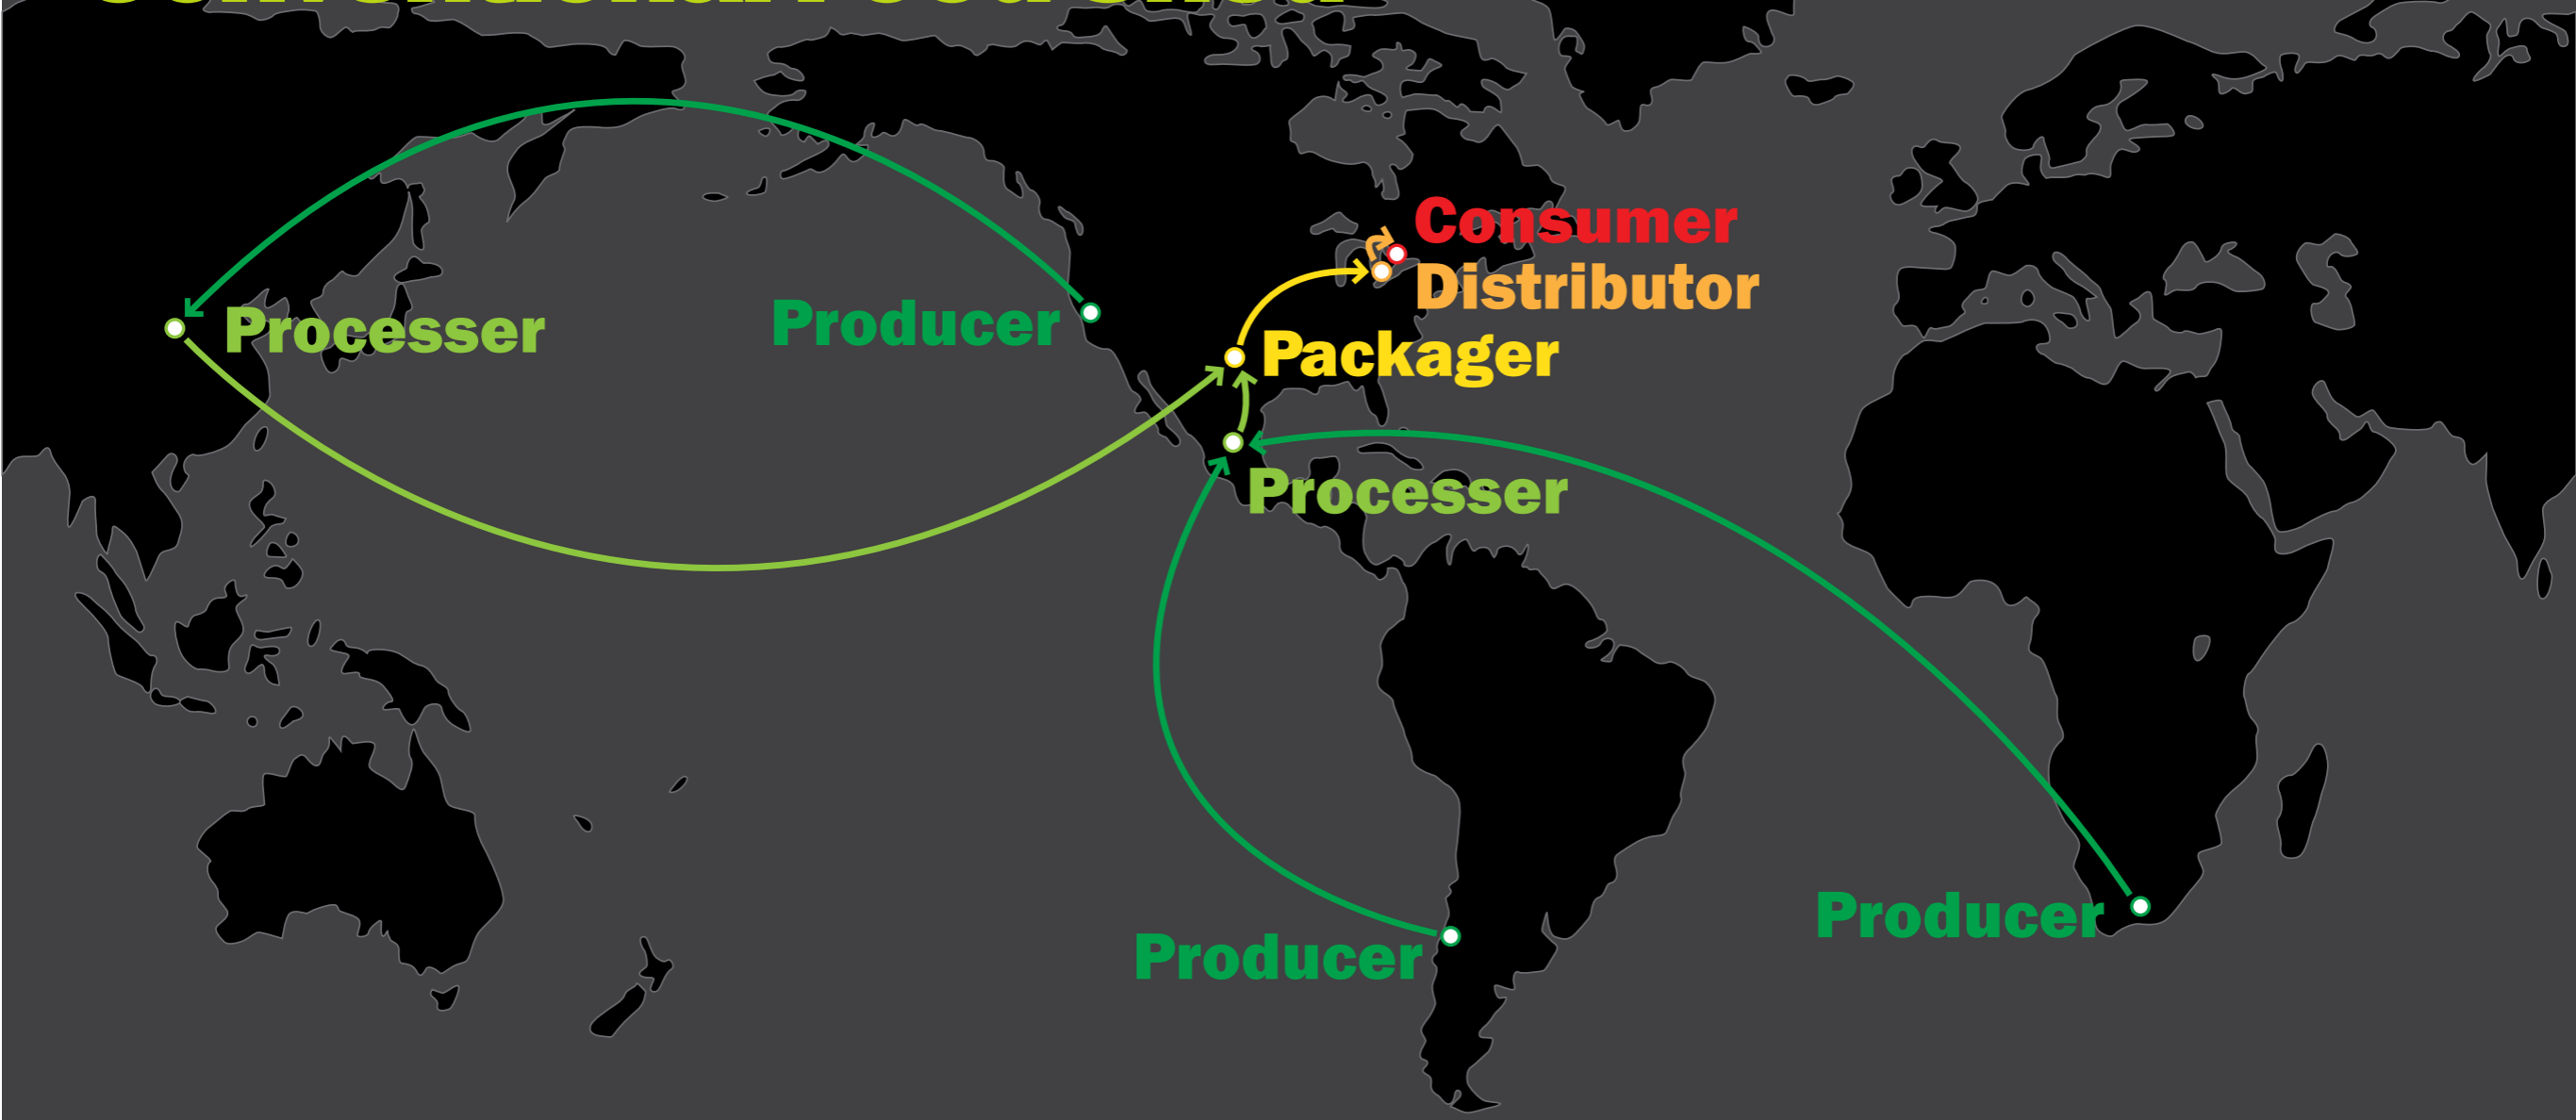 Consumer
Distributor
Processer
Producer
Packager
Processer
Producer
Producer